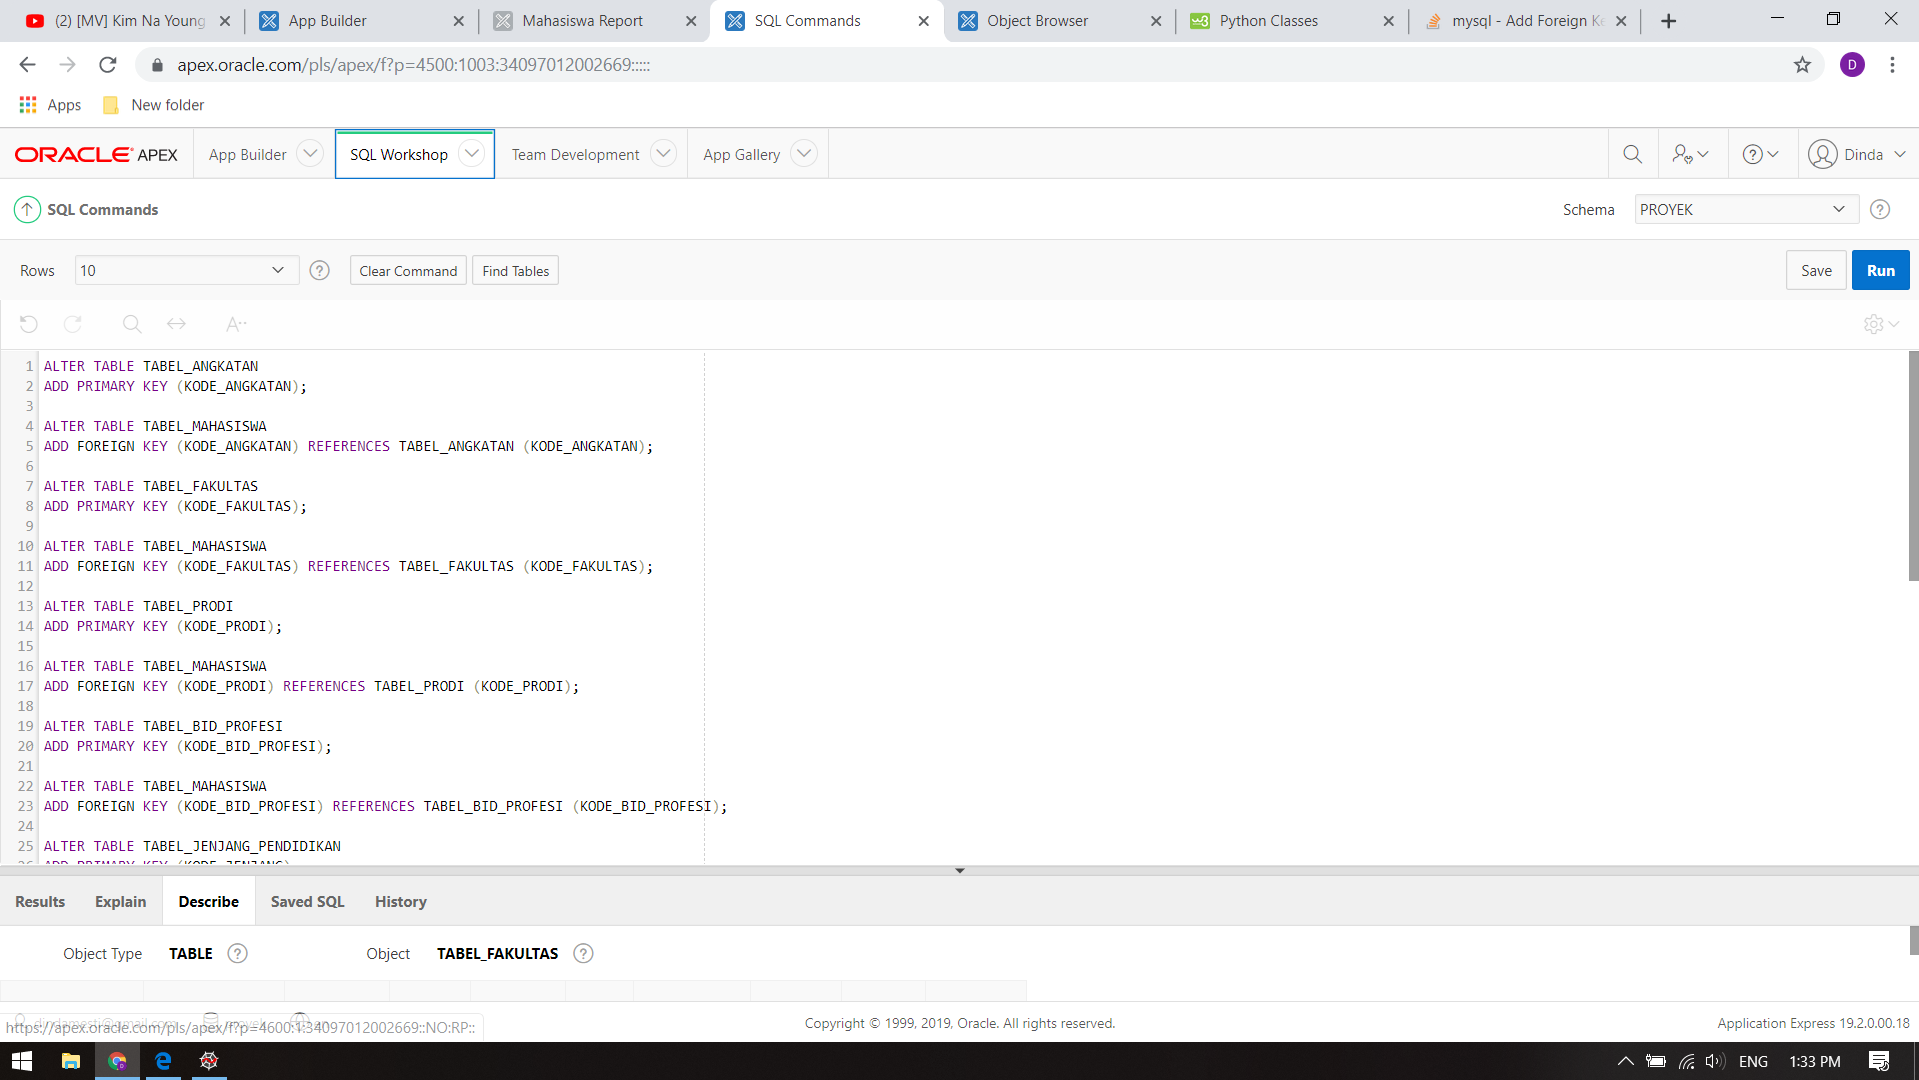 (2) [MV] Kim Na Young
App Builder
Mahasiswa Report
SQL Commands
Object Browser
Python Classes
mysql - Add Foreign Ke
apex.oracle.com/pls/apex/f?p=4500:1003:34097012002669:::::
D
Apps
New folder
ORACLE APEX
App Builder
SQL Workshop
Team Development
App Gallery
Dinda
SQL Commands
Schema
PROYEK
Rows
10
Clear Command
Find Tables
Save
Run
1 ALTER TABLE TABEL_ANGKATAN
2 ADD PRIMARY KEY (KODE_ANGKATAN);
3
4 ALTER TABLE TABEL_MAHASISWA
5 ADD FOREIGN KEY (KODE_ANGKATAN) REFERENCES TABEL_ANGKATAN (KODE_ANGKATAN);
6
7 ALTER TABLE TABEL_FAKULTAS
8 ADD PRIMARY KEY (KODE_FAKULTAS);
9
10 ALTER TABLE TABEL_MAHASISWA
11 ADD FOREIGN KEY (KODE_FAKULTAS) REFERENCES TABEL_FAKULTAS (KODE_FAKULTAS);
12
13 ALTER TABLE TABEL_PRODI
14 ADD PRIMARY KEY (KODE_PRODI);
15
16 ALTER TABLE TABEL_MAHASISWA
17 ADD FOREIGN KEY (KODE_PRODI) REFERENCES TABEL_PRODI (KODE_PRODI);
18
19 ALTER TABLE TABEL_BID_PROFESI
20 ADD PRIMARY KEY (KODE_BID_PROFESI);
21
22 ALTER TABLE TABEL_MAHASISWA
23 ADD FOREIGN KEY (KODE_BID_PROFESI) REFERENCES TABEL_BID_PROFESI (KODE_BID_PROFESI);
24
25 ALTER TABLE TABEL_JENJANG_PENDIDIKAN
26 ADD PRIMARY KEY (KODE_JENJANG)
Results
Explain
Describe
Saved SQL
History
Object Type
TABLE
Object
TABEL_FAKULTAS
https://apex.oracle.com/pls/apex/f?p=4600:1:34097012002669::NO:RP::
Copyright © 1999, 2019, Oracle. All rights reserved.
Application Express 19.2.0.00.18
ENG
1:33 PM